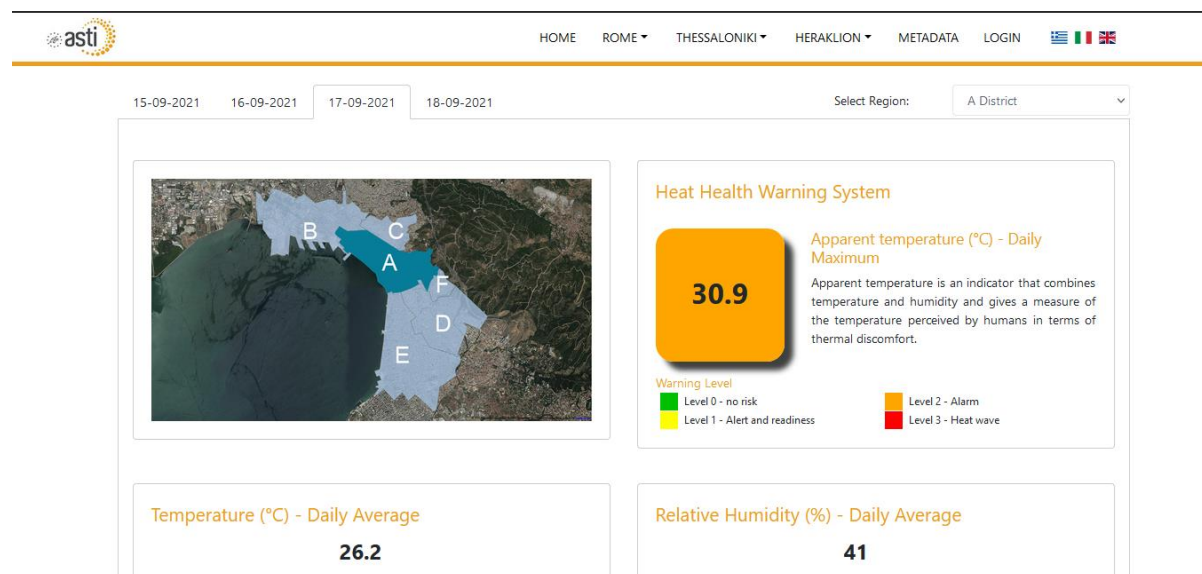 asti
HOME ROME THESSALONIKI HERAKLION METADATA LOGIN
15-09-2021 16-09-2021 17-09-2021 18-09-2021 Select Region: A District
B
C
A
F
D
E
Heat Health Warning System
30.9
Apparent temperature (°C) - Daily
Maximum
Apparent temperature is an indicator that combines
temperature and humidity and gives a measure of
the temperature perceived by humans in terms of
thermal discomfort.
Warning Level
Level 0 - no risk
Level 2 - Alarm
Level 1 - Alert and readiness
Level 3 - Heat wave
Temperature (°C) - Daily Average
26.2
Relative Humidity (%) - Daily Average
41